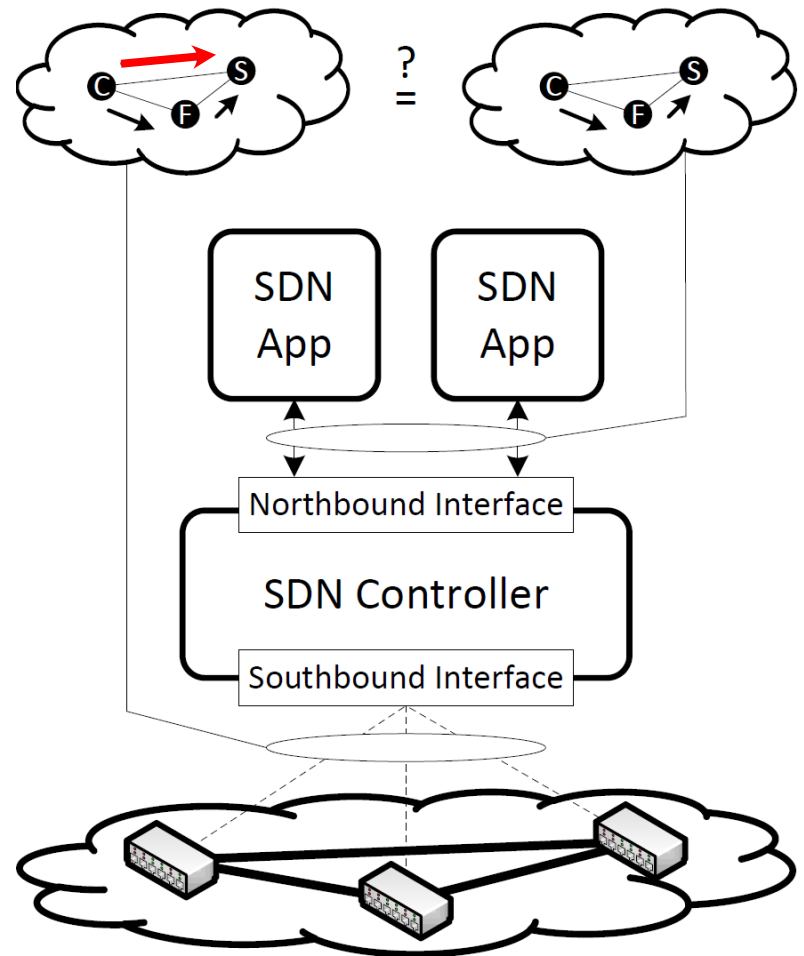 C
S
F
?
=
C
S
F
SDN
App
SDN
App
Northbound Interface
SDN Controller
Southbound Interface